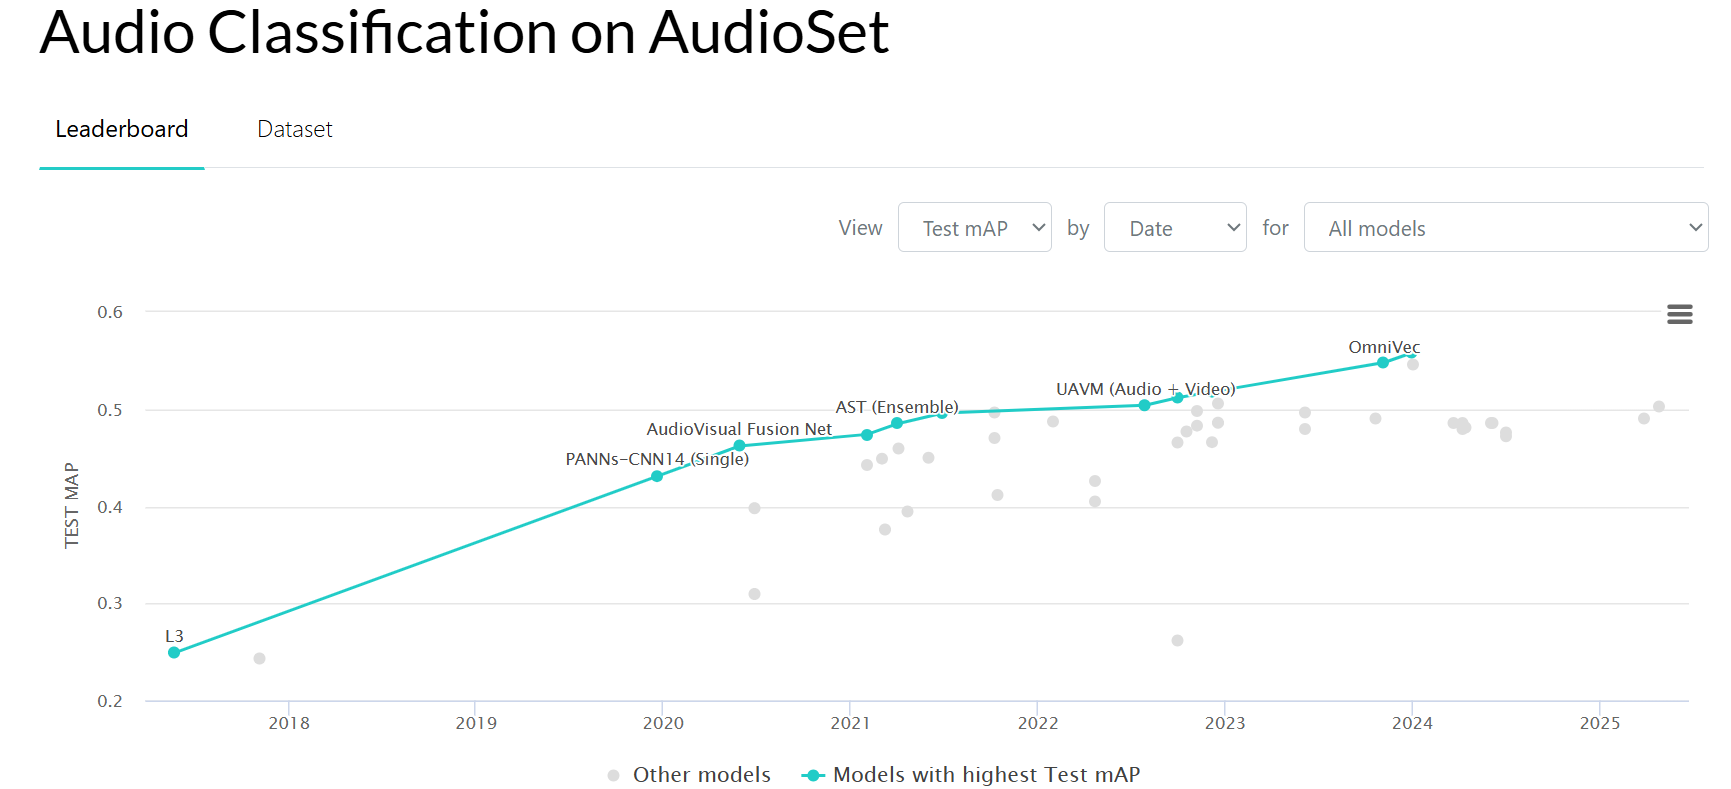 Audio Classification on AudioSet
Leaderboard Dataset
View Test mAP by Date for All models
0.6
OmniVec
UAVM (Audio + Video)
0.5
AST (Ensemble)
AudioVisual Fusion Net
PANNs-CNN14 (Single)
TEST MAP
0.4
0.3
L3
0.2
2018 2019 2020 2021 2022 2023 2024 2025
Other models Models with highest Test mAP